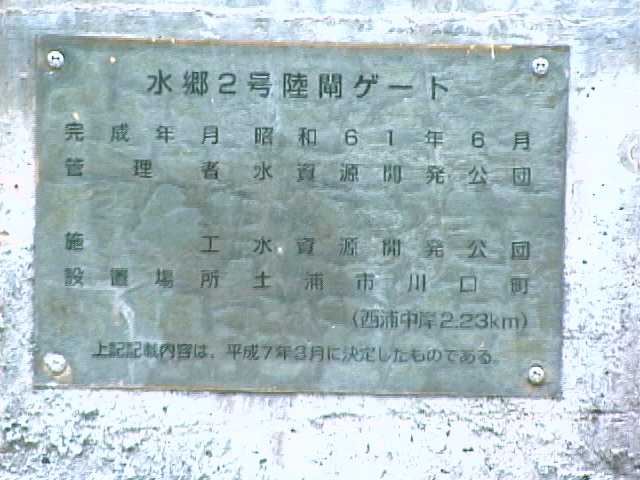 水郷2号陸閘ゲート
完成年月 昭和61年6月
管理者 水資源開発公団
施工 水資源開発公団
設置場所 土浦市川口町
(西浦中岸2.23km)
上記記載内容は、平成7年3月に決定したものである。